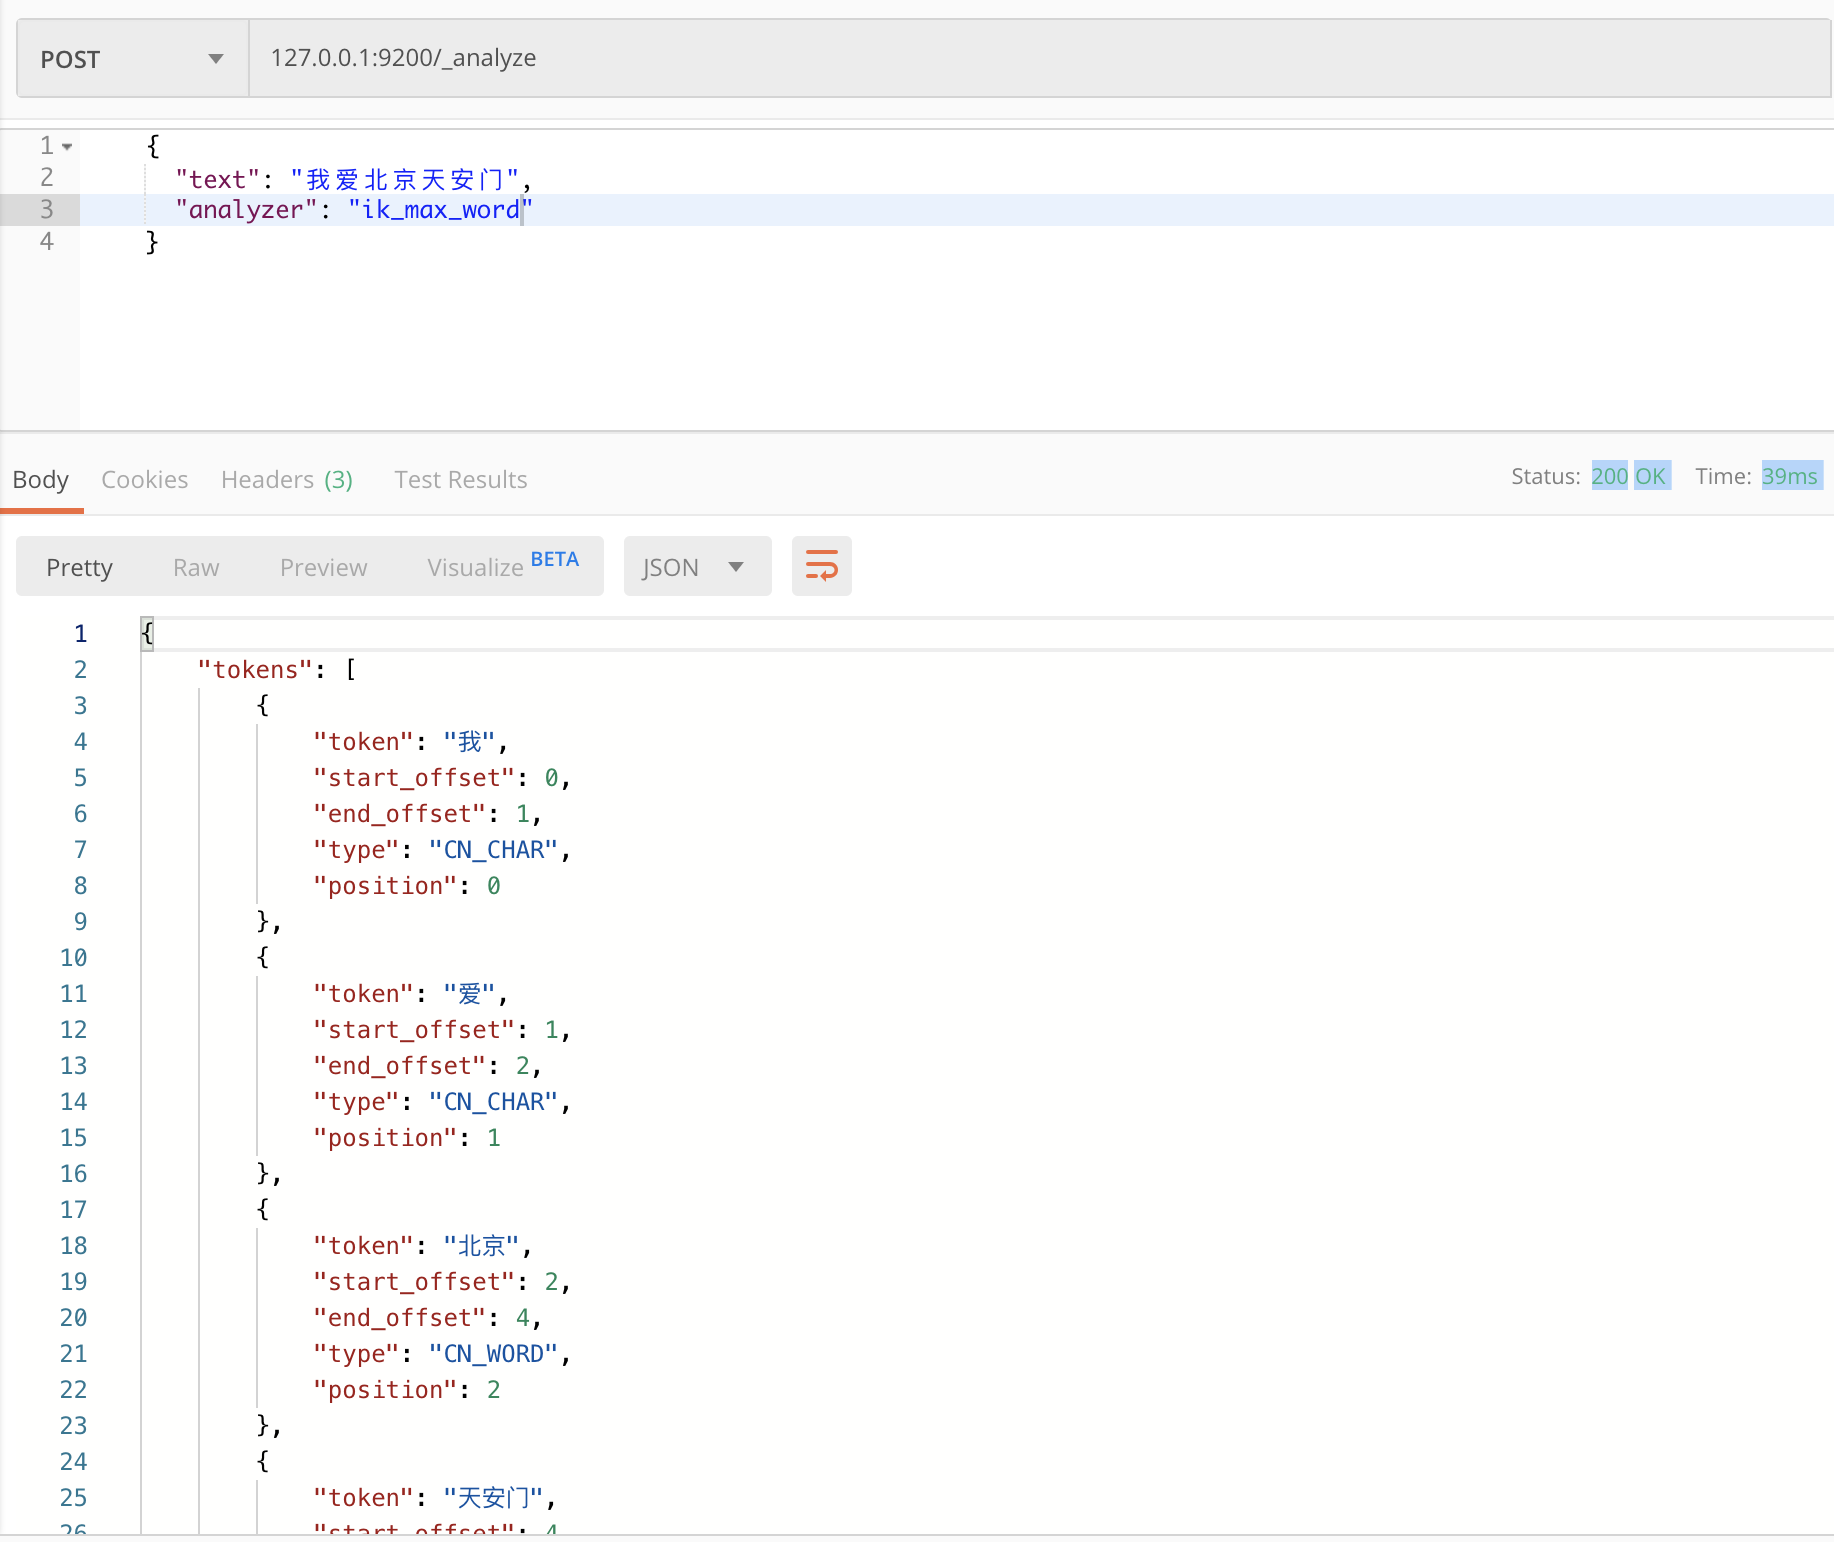 POST 127.0.0.1:9200/_analyze
1 {
2 "text": "我爱北京天安门",
3 "analyzer": "ik_max_word"
4 }
Body Cookies Headers (3) Test Results Status: 200 OK Time: 39ms
Pretty Raw Preview Visualize BETA JSON
1 {
2 "tokens": [
3 {
4 "token": "我",
5 "start_offset": 0,
6 "end_offset": 1,
7 "type": "CN_CHAR",
8 "position": 0
9 },
10 {
11 "token": "爱",
12 "start_offset": 1,
13 "end_offset": 2,
14 "type": "CN_CHAR",
15 "position": 1
16 },
17 {
18 "token": "北京",
19 "start_offset": 2,
20 "end_offset": 4,
21 "type": "CN_WORD",
22 "position": 2
23 },
24 {
25 "token": "天安门",
26 "start_offset": 4